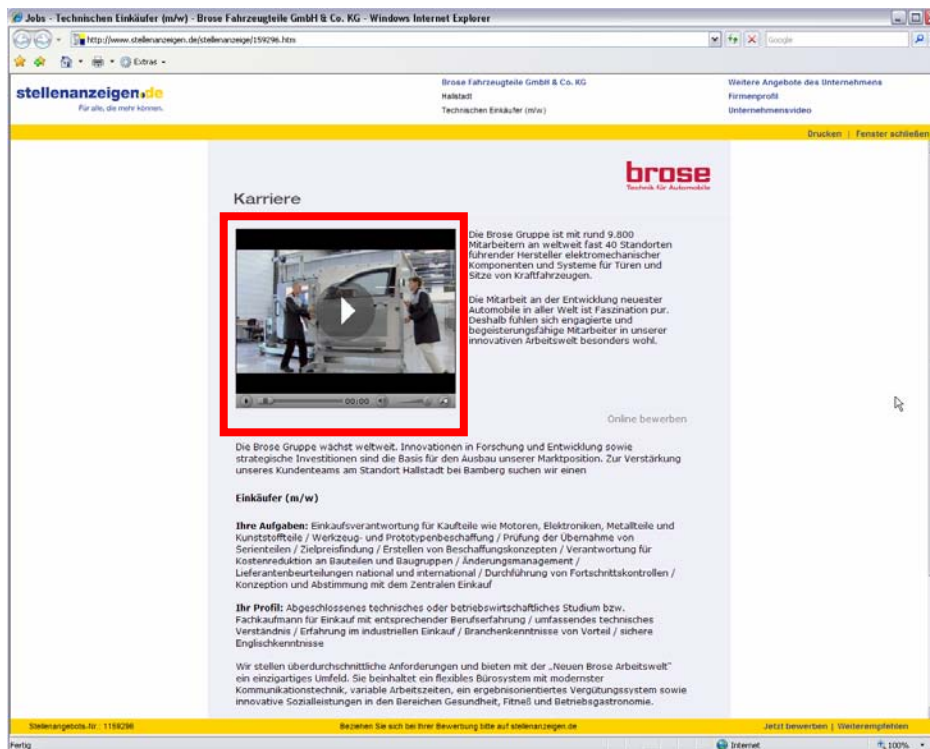 Jobs - Technischen Einkäufer (m/w) - Brose Fahrzeugteile GmbH & Co. KG - Windows Internet Explorer
http://www.stellenanzeigen.de/stellenanzeige/159296.htm
Google
Extras
stellenanzeigen.de
Für alle, die mehr können.
Brose Fahrzeugteile GmbH & Co. KG
Hallstadt
Technischen Einkäufer (m/w)
Weitere Angebote des Unternehmens
Firmenprofil
Unternehmensvideo
Drucken | Fenster schließen
brose
Technik für Automobile
Karriere
Die Brose Gruppe ist mit rund 9.800
Mitarbeitern an weltweit fast 40 Standorten
führender Hersteller elektromechanischer
Komponenten und Systeme für Türen und
Sitze von Kraftfahrzeugen.
Die Mitarbeit an der Entwicklung neuester
Automobile in aller Welt ist Faszination pur.
Deshalb fühlen sich engagierte und
begeisterungsfähige Mitarbeiter in unserer
innovativen Arbeitswelt besonders wohl.
00:00
Online bewerben
Die Brose Gruppe wächst weltweit. Innovationen in Forschung und Entwicklung sowie
strategische Investitionen sind die Basis für den Ausbau unserer Marktposition. Zur Verstärkung
unseres Kundenteams am Standort Hallstadt bei Bamberg suchen wir einen
Einkäufer (m/w)
Ihre Aufgaben: Einkaufsverantwortung für Kaufteile wie Motoren, Elektroniken, Metallteile und
Kunststoffteile / Werkzeug- und Prototypenbeschaffung / Prüfung der Übernahme von
Serienteilen / Zielpreisfindung / Erstellen von Beschaffungskonzepten / Verantwortung für
Kostenreduktion an Bauteilen und Baugruppen / Änderungsmanagement /
Lieferantenbeurteilungen national und international / Durchführung von Fortschrittskontrollen /
Konzeption und Abstimmung mit dem Zentralen Einkauf
Ihr Profil: Abgeschlossenes technisches oder betriebswirtschaftliches Studium bzw.
Fachkaufmann für Einkauf mit entsprechender Berufserfahrung / umfassendes technisches
Verständnis / Erfahrung im industriellen Einkauf / Branchenkenntnisse von Vorteil / sichere
Englischkenntnisse
Wir stellen überdurchschnittliche Anforderungen und bieten mit der „Neuen Brose Arbeitswelt"
ein einzigartiges Umfeld. Sie beinhaltet ein flexibles Bürosystem mit modernster
Kommunikationstechnik, variable Arbeitszeiten, ein ergebnisorientiertes Vergütungssystem sowie
innovative Sozialleistungen in den Bereichen Gesundheit, Fitneß und Betriebsgastronomie.
Stellenangebots-Nr.: 1159296
Beziehen Sie sich bei Ihrer Bewerbung bitte auf stellenanzeigen.de
Jetzt bewerben | Weiterempfehlen
Fertig
Internet
100%